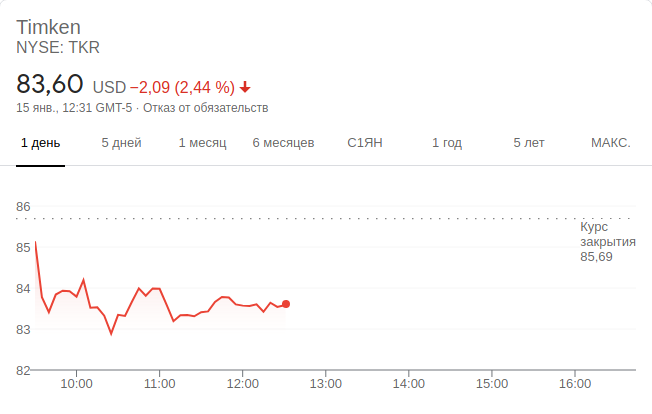 Timken
NYSE: TKR
83,60 USD −2,09 (2,44 %)
15 янв., 12:31 GMT-5 · Отказ от обязательств
1 день 5 дней 1 месяц 6 месяцев С1ЯН 1 год 5 лет МАКС.
86
Курс
закрытия
85,69
85
84
83
82
10:00 11:00 12:00 13:00 14:00 15:00 16:00